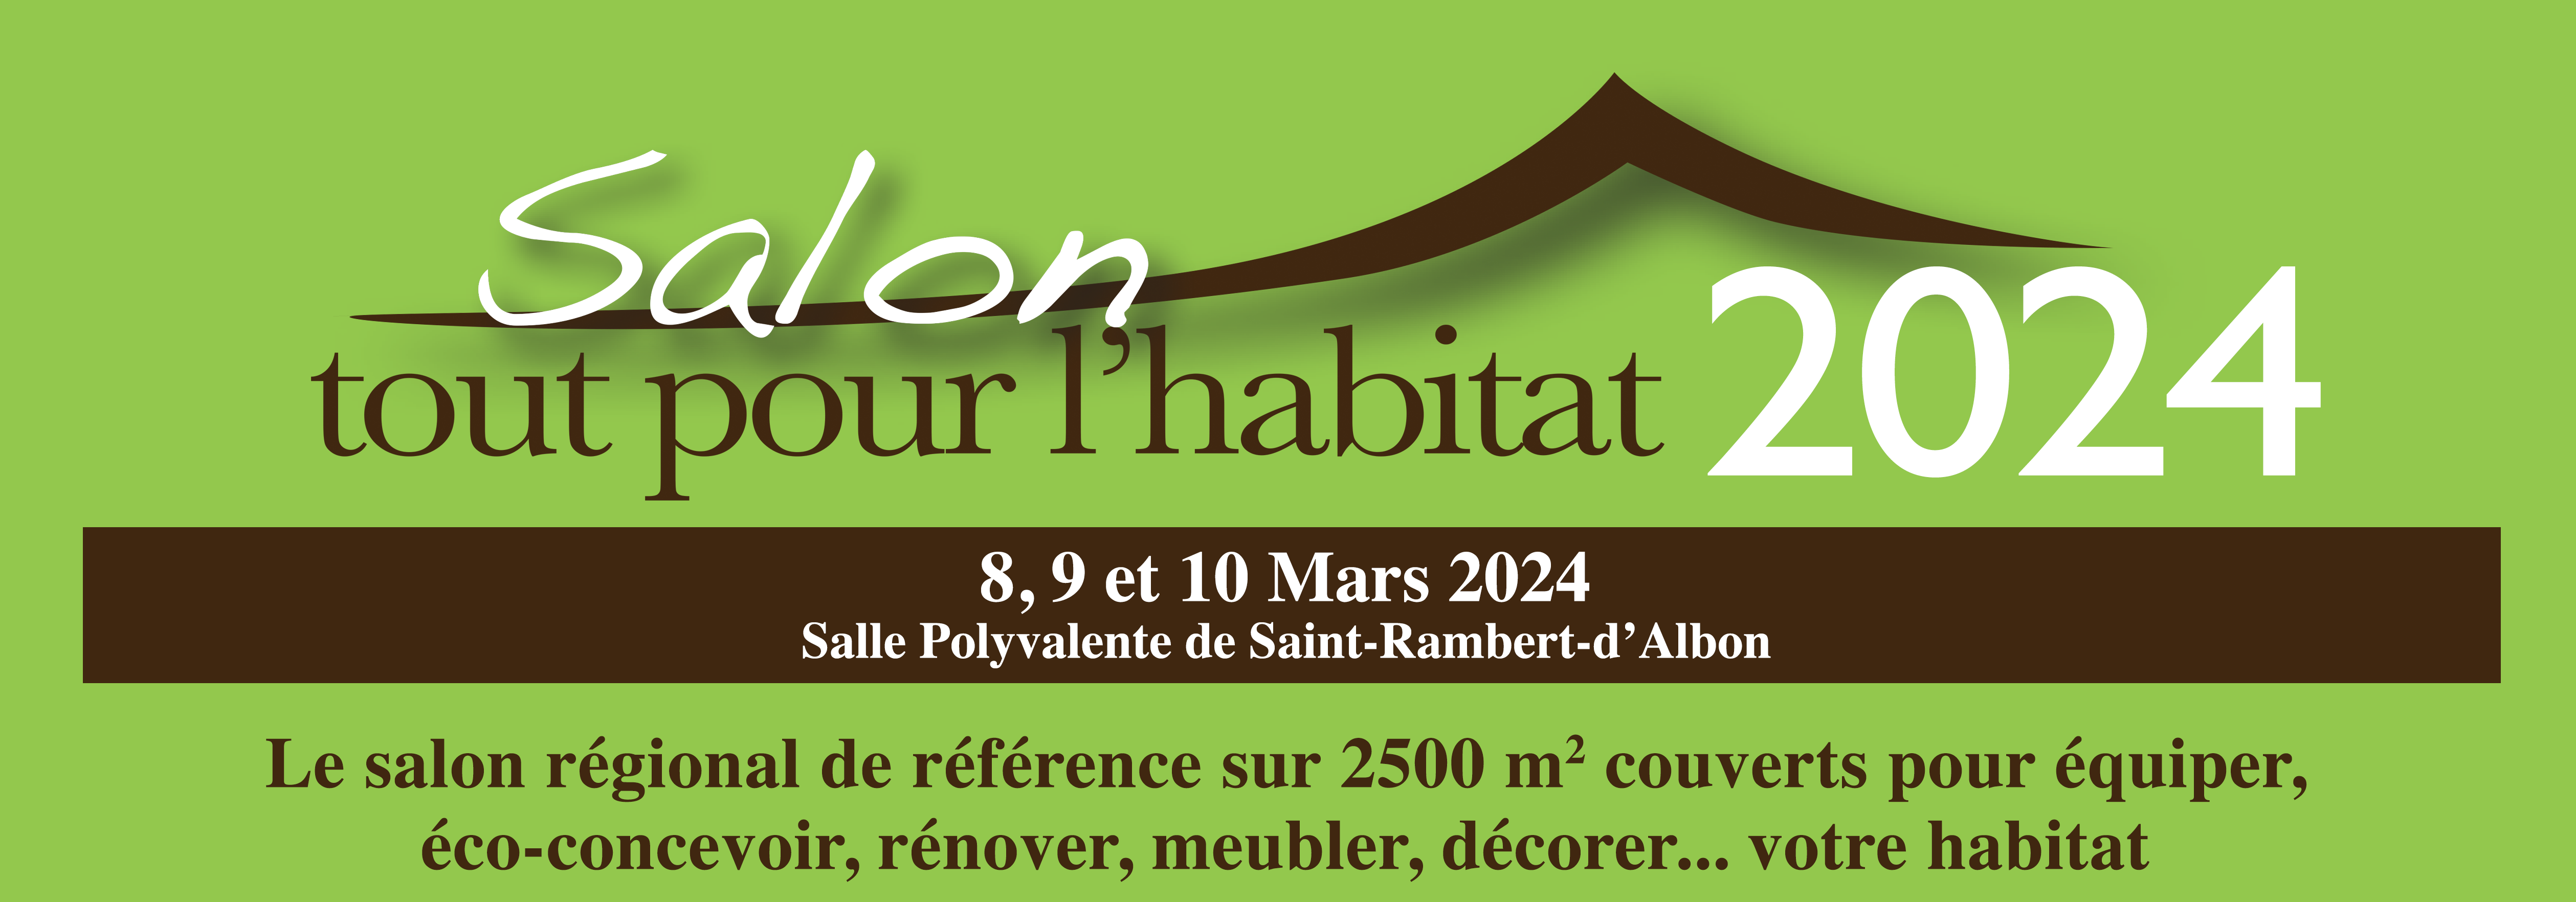 Salon
tout pour l’habitat 2024
8, 9 et 10 Mars 2024
Salle Polyvalente de Saint-Rambert-d’Albon
Le salon régional de référence sur 2500 m² couverts pour équiper,
éco-concevoir, rénover, meubler, décorer... votre habitat